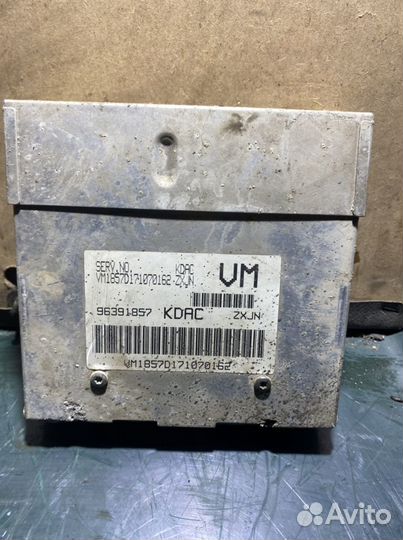 SERV.NO. KDAC
VM1857D171070162-ZXJN
VM
96391857 KDAC ZXJN
VM1857D171070162
Avito